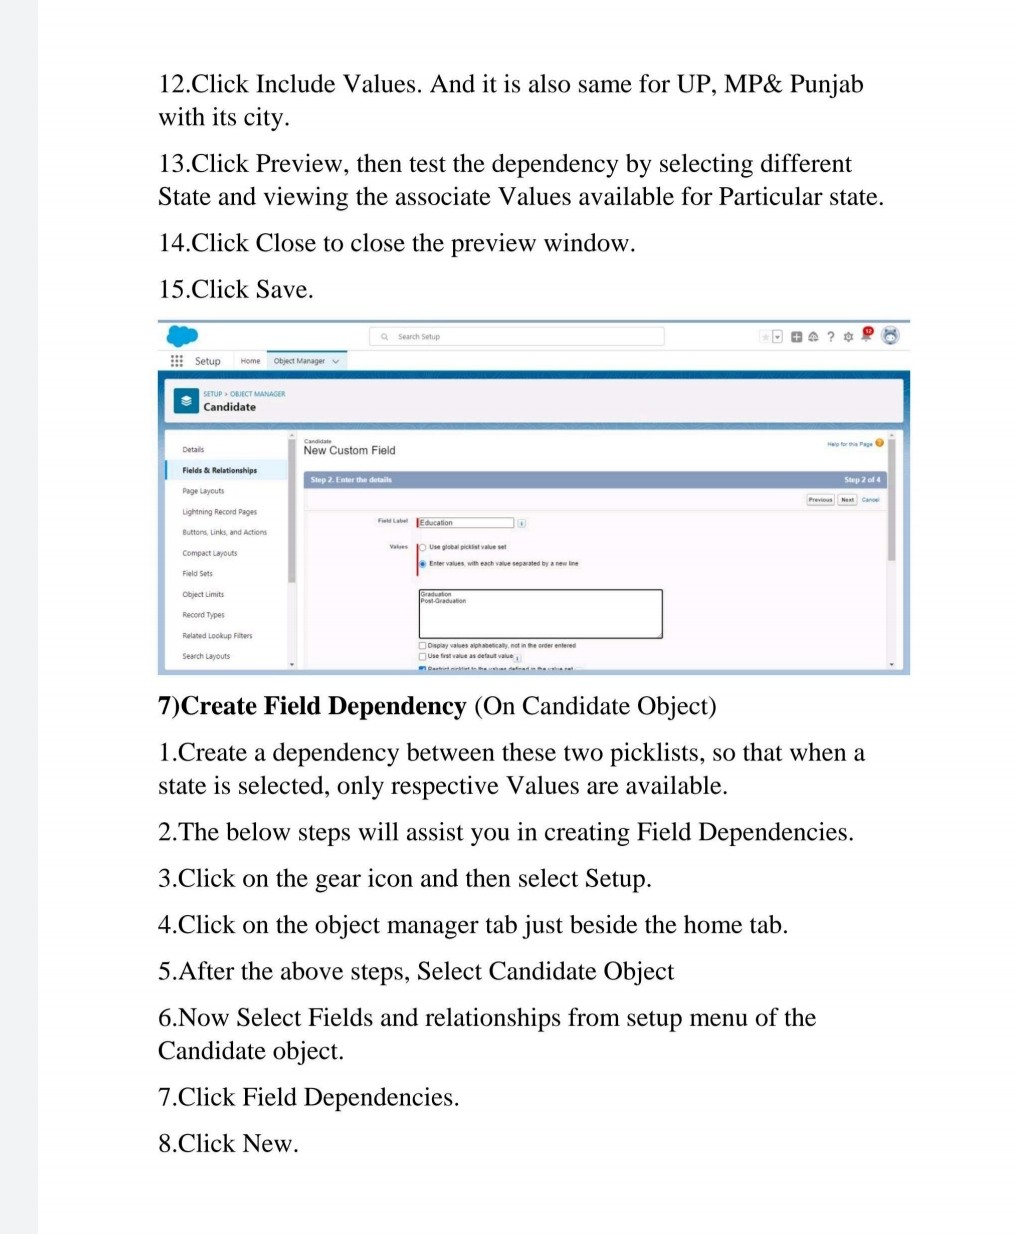 12.Click Include Values. And it is also same for UP, MP& Punjab
with its city.
13.Click Preview, then test the dependency by selecting different
State and viewing the associate Values available for Particular state.
14.Click Close to close the preview window.
15.Click Save.
Search Setup
12
Setup
Home
Object Manager
SETUP > OBJECT MANAGER
Candidate
Details
Fields & Relationships
Page Layouts
Lightning Record Pages
Buttons, Links, and Actions
Compact Layouts
Field Sets
Object Limits
Record Types
Related Lookup Filters
Search Layouts
Candidate
New Custom Field
Help for this Page
Step 2. Enter the details
Step 2 of 4
Previous Next Cancel
Field Label Education
Values Use global picklist value set
Enter values, with each value separated by a new line
Graduation
Post-Graduation
Display values alphabetically, not in the order entered
Use first value as default value
Restrict picklist to the values defined in the value set
7)Create Field Dependency (On Candidate Object)
1.Create a dependency between these two picklists, so that when a
state is selected, only respective Values are available.
2.The below steps will assist you in creating Field Dependencies.
3.Click on the gear icon and then select Setup.
4.Click on the object manager tab just beside the home tab.
5.After the above steps, Select Candidate Object
6.Now Select Fields and relationships from setup menu of the
Candidate object.
7.Click Field Dependencies.
8.Click New.